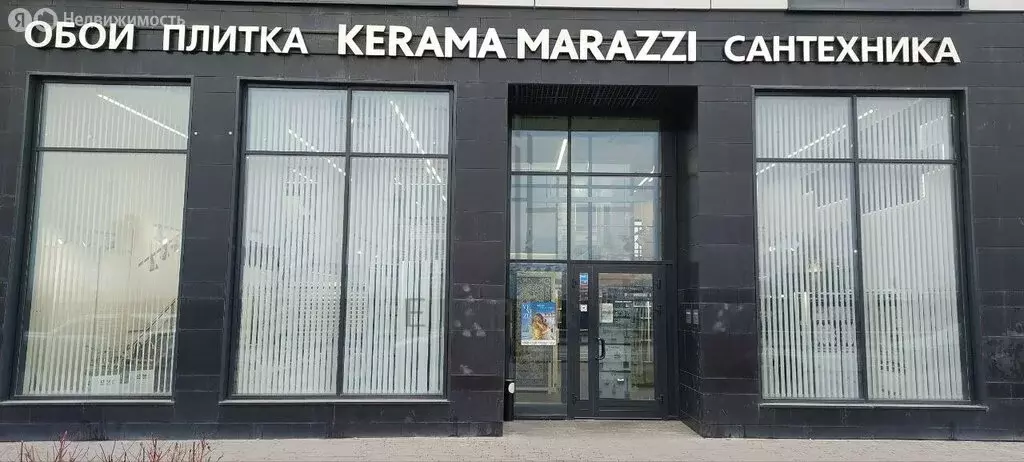 Я Недвижимость
ОБОИ ПЛИТКА KERAMA MARAZZI САНТЕХНИКА